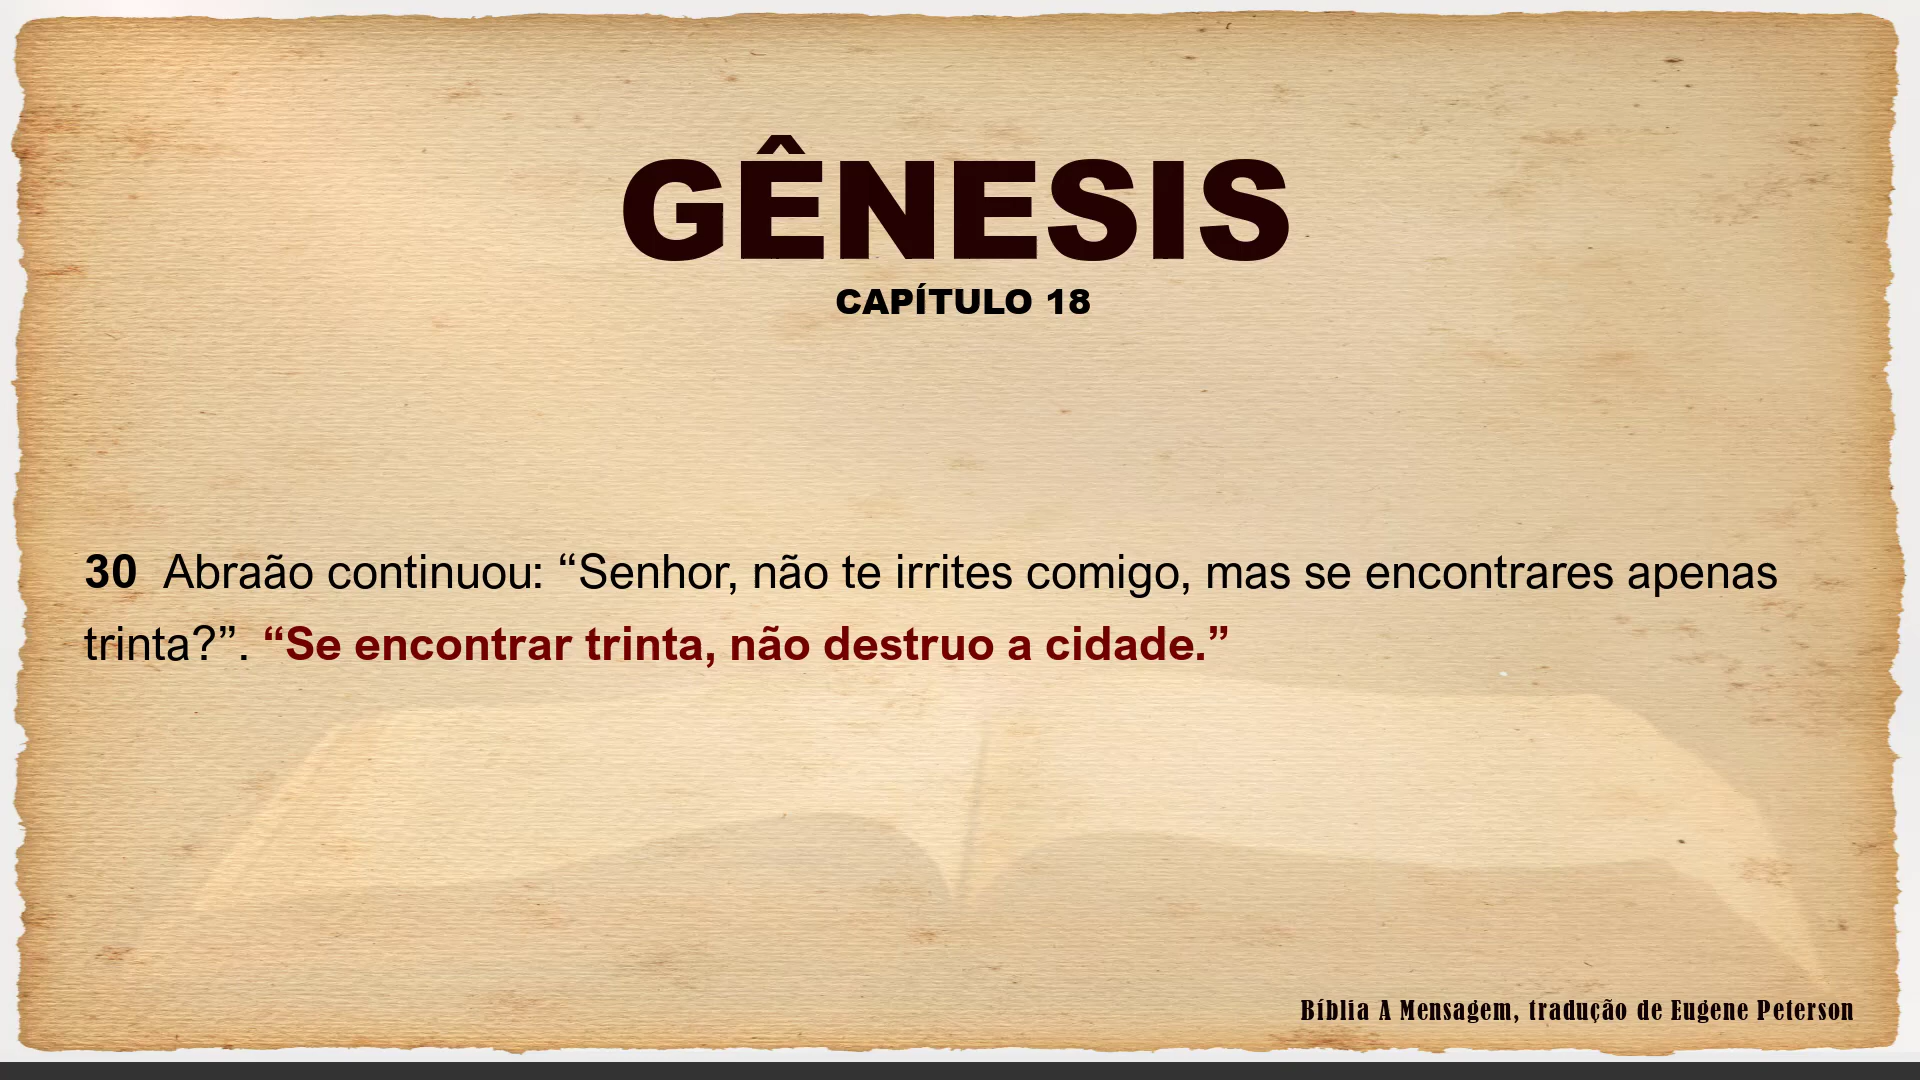 GÊNESIS
CAPÍTULO 18
30 Abraão continuou: “Senhor, não te irrites comigo, mas se encontrares apenas
trinta?”. “Se encontrar trinta, não destruo a cidade.”
Bíblia A Mensagem, tradução de Eugene Peterson